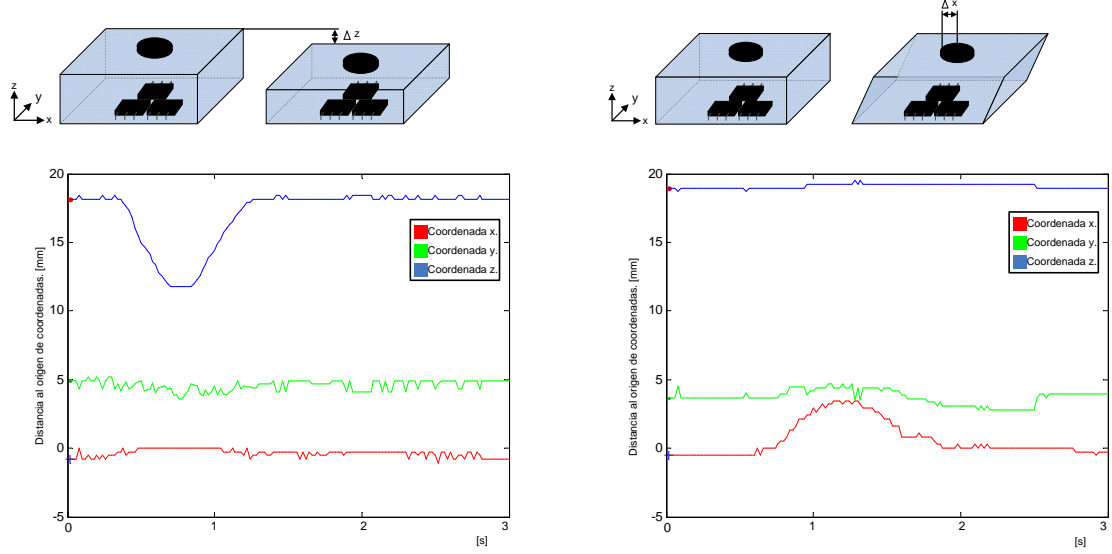 Δ z
z
y
x
20
15
10
5
0
-5
0
1
2
3
[s]
Distancia al origen de coordenadas. [mm]
Coordenada x.
Coordenada y.
Coordenada z.
Δ x
z
y
x
20
15
10
5
0
-5
0
1
2
3
[s]
Distancia al origen de coordenadas. [mm]
Coordenada x.
Coordenada y.
Coordenada z.